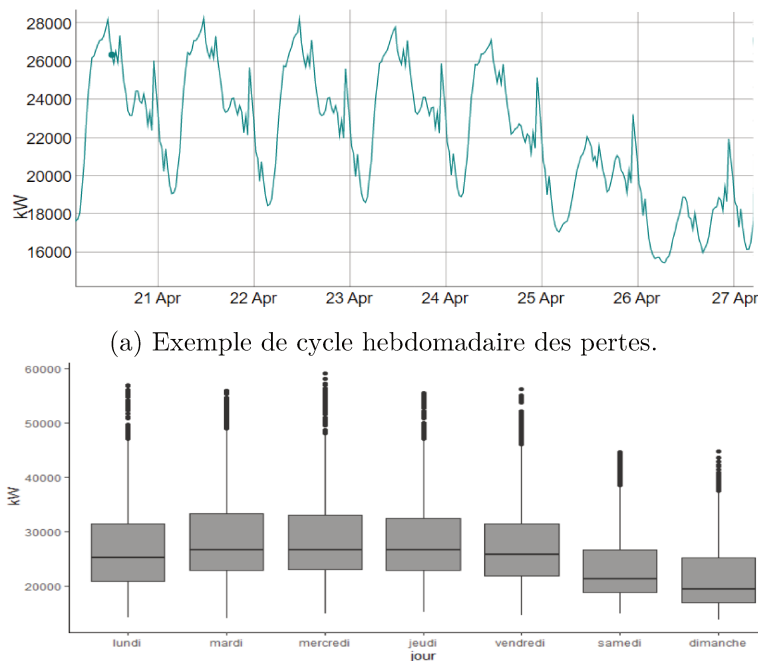 28000
26000
24000
22000
20000
18000
16000
kW
21 Apr
22 Apr
23 Apr
24 Apr
25 Apr
26 Apr
27 Apr
(a) Exemple de cycle hebdomadaire des pertes.
60000
50000
40000
30000
20000
kW
lundi
mardi
mercredi
jeudi
vendredi
samedi
dimanche
jour